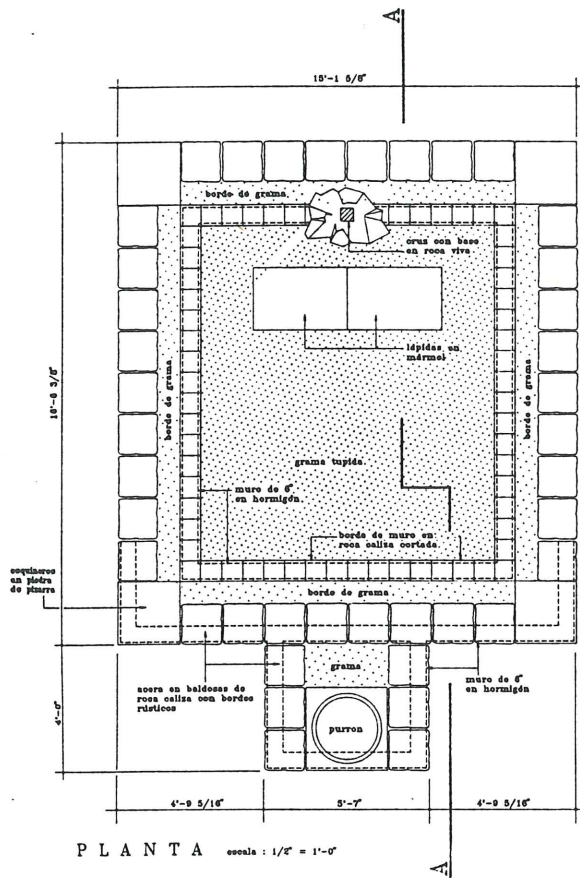 A
15'-1 5/8"
borde de grama
cruz con base
en roca viva
lápidas en
mármol
16'-6 3/8"
borde de grama
borde de grama
grama tupida
muro de 6"
en hormigón
borde de muro en
roca caliza cortada
esquineros
en piedra
de pizarra
borde de grama
grama
acera en baldosas de
roca caliza con bordes
rústicos
muro de 6"
en hormigón
4'-0"
purron
4'-9 5/16"
5'-7"
4'-9 5/16"
PLANTA escala : 1/2" = 1'-0"
A